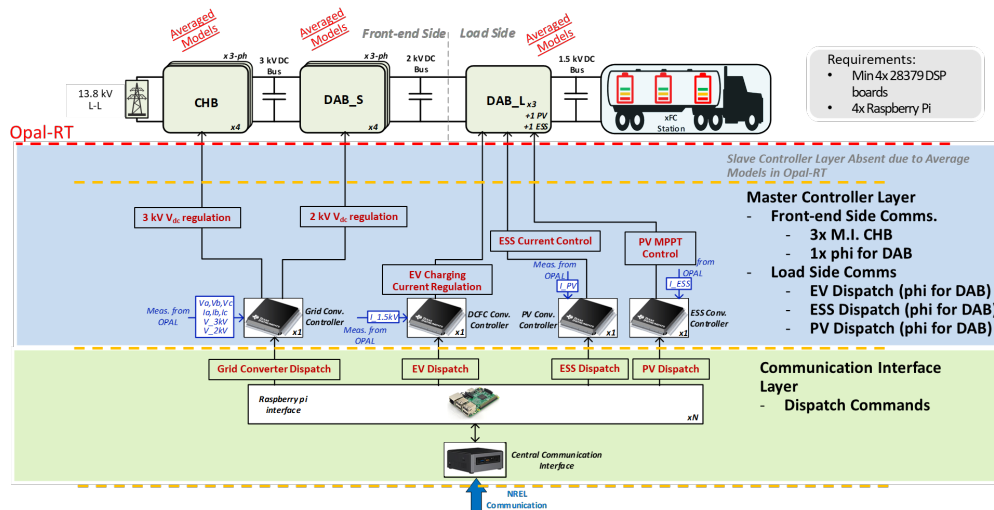 Averaged
Models
Averaged
Models
Front-end Side
Load Side
Averaged
Models
x 3-ph
3 kV DC
Bus
x 3-ph
2 kV DC
Bus
1.5 kV DC
Bus
Requirements:
• Min 4x 28379 DSP
boards
• 4x Raspberry Pi
13.8 kV
L-L
CHB
x4
DAB_S
x4
DAB_L x3
+1 PV
+1 ESS
xFC
Station
Opal-RT
Slave Controller Layer Absent due to Average
Models in Opal-RT
Master Controller Layer
- Front-end Side Comms.
- 3x M.I. CHB
- 1x phi for DAB
- Load Side Comms
- EV Dispatch (phi for DAB)
- ESS Dispatch (phi for DAB)
- PV Dispatch (phi for DAB)
3 kV Vdc regulation
2 kV Vdc regulation
ESS Current Control
PV MPPT
Control
EV Charging
Current Regulation
Meas. from
OPAL
I_PV
from
OPAL
I_ESS
Meas. from
OPAL
Va,Vb,Vc
Ia,Ib,Ic
V_3kV
V_2kV
x1
Grid Conv.
Controller
I_1.5kV
Meas. from
OPAL
x1
DCFC Conv.
Controller
PV Conv.
Controller
x1
x1
ESS Conv.
Controller
Grid Converter Dispatch
EV Dispatch
ESS Dispatch
PV Dispatch
Communication Interface
Layer
- Dispatch Commands
Raspberry pi
interface
xN
Central Communication
Interface
NREL
Communication